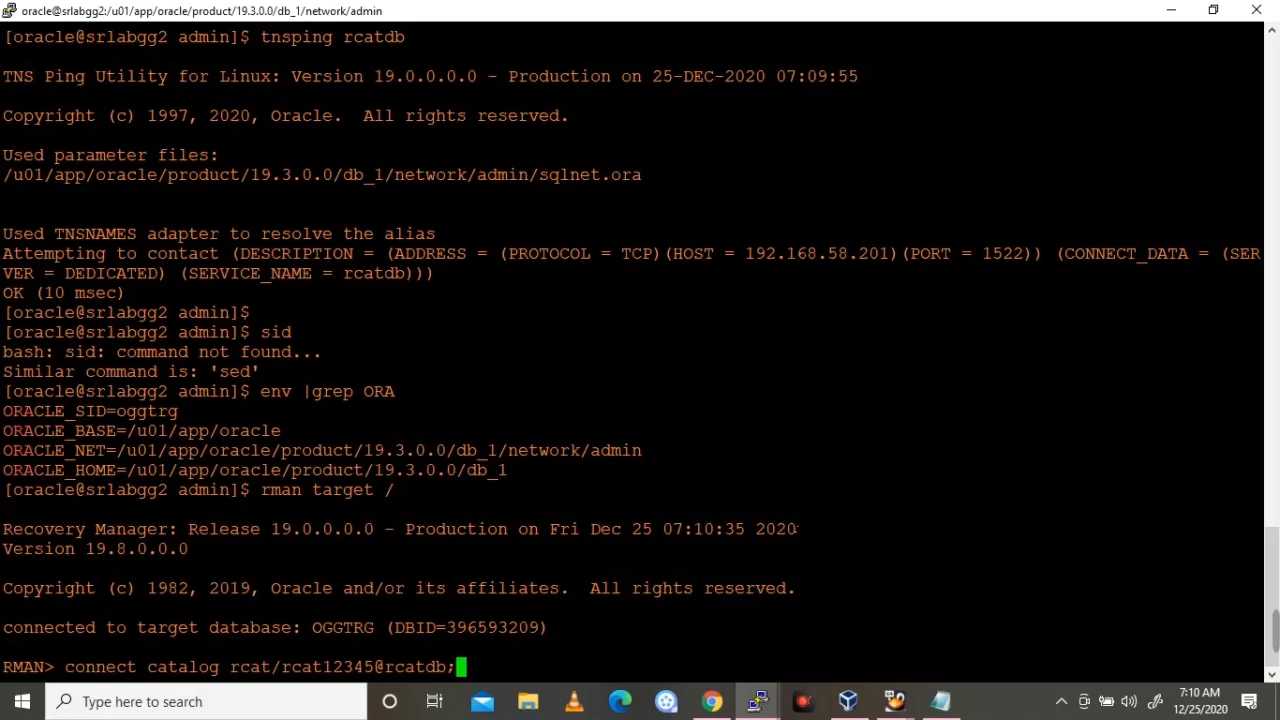 oracle@srlabgg2:/u01/app/oracle/product/19.3.0.0/db_1/network/admin
[oracle@srlabgg2 admin]$ tnsping rcatdb
TNS Ping Utility for Linux: Version 19.0.0.0.0 - Production on 25-DEC-2020 07:09:55
Copyright (c) 1997, 2020, Oracle.  All rights reserved.
Used parameter files:
/u01/app/oracle/product/19.3.0.0/db_1/network/admin/sqlnet.ora
Used TNSNAMES adapter to resolve the alias
Attempting to contact (DESCRIPTION = (ADDRESS = (PROTOCOL = TCP)(HOST = 192.168.58.201)(PORT = 1522)) (CONNECT_DATA = (SER
VER = DEDICATED) (SERVICE_NAME = rcatdb)))
OK (10 msec)
[oracle@srlabgg2 admin]$
[oracle@srlabgg2 admin]$ sid
bash: sid: command not found...
Similar command is: 'sed'
[oracle@srlabgg2 admin]$ env |grep ORA
ORACLE_SID=oggtrg
ORACLE_BASE=/u01/app/oracle
ORACLE_NET=/u01/app/oracle/product/19.3.0.0/db_1/network/admin
ORACLE_HOME=/u01/app/oracle/product/19.3.0.0/db_1
[oracle@srlabgg2 admin]$ rman target /
Recovery Manager: Release 19.0.0.0.0 - Production on Fri Dec 25 07:10:35 2020
Version 19.8.0.0.0
Copyright (c) 1982, 2019, Oracle and/or its affiliates.  All rights reserved.
connected to target database: OGGTRG (DBID=396593209)
RMAN> connect catalog rcat/rcat12345@rcatdb;
Type here to search
7:10 AM
12/25/2020